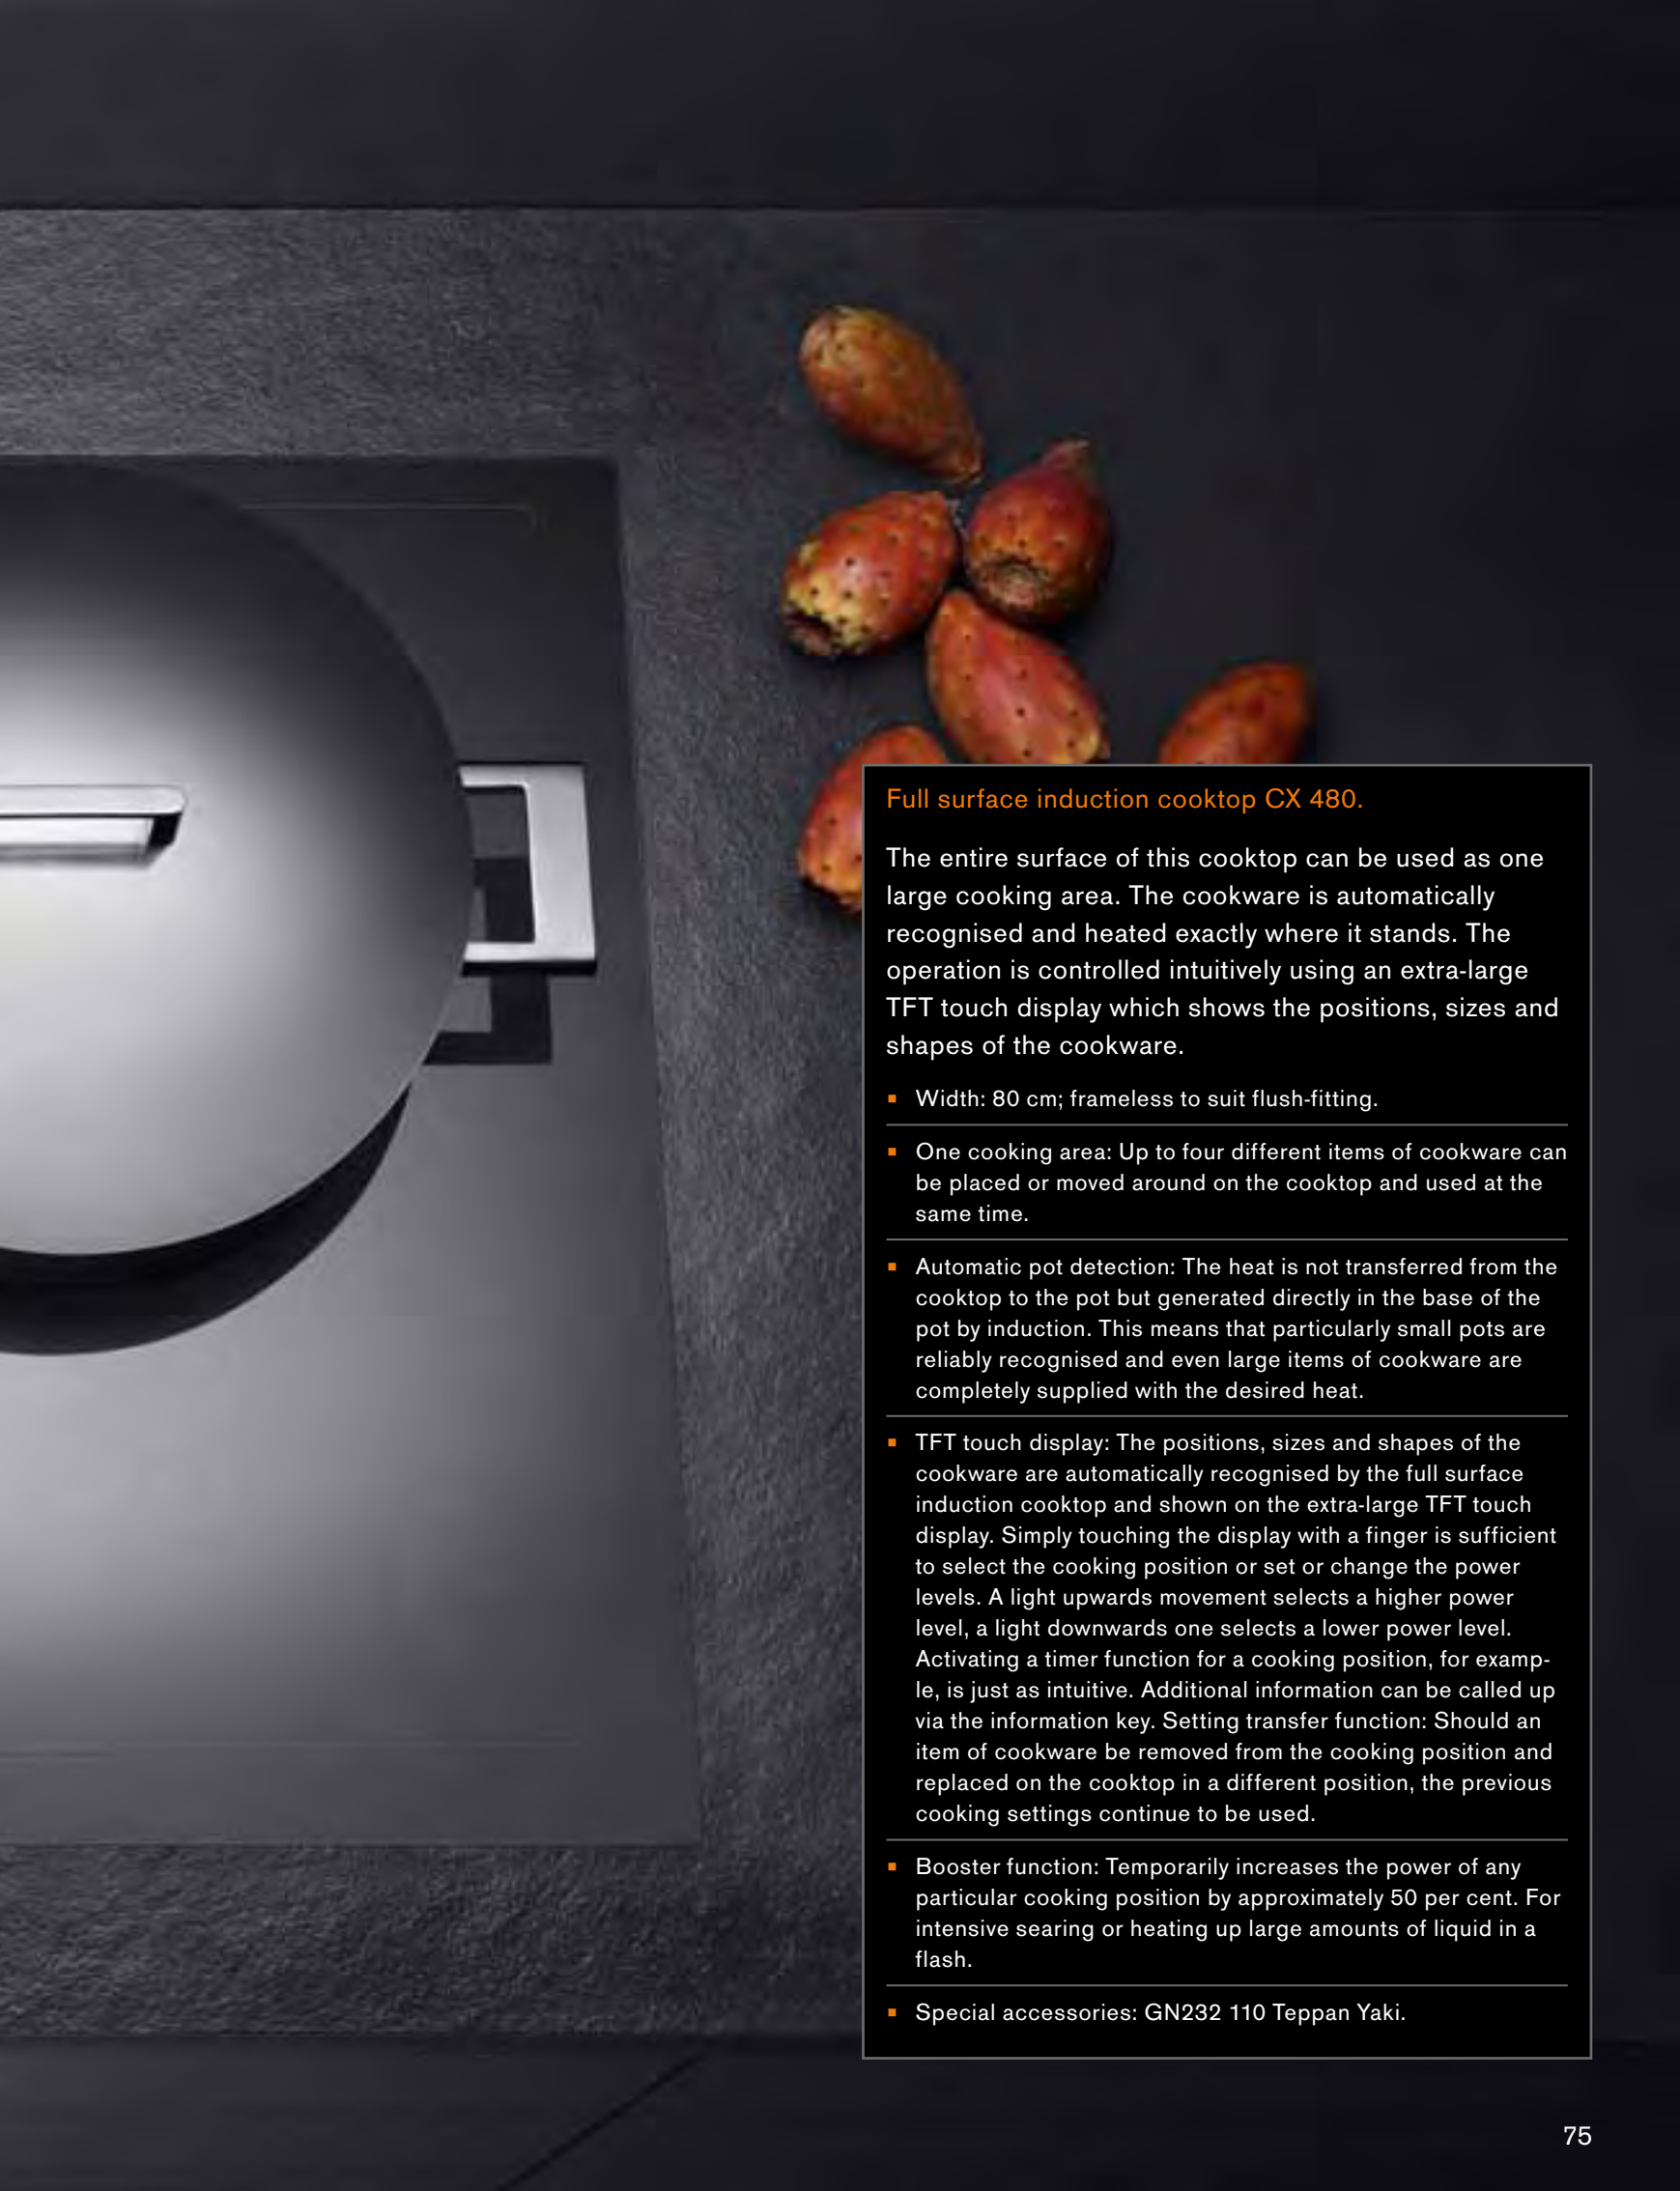 Full surface induction cooktop CX 480.
The entire surface of this cooktop can be used as one
large cooking area. The cookware is automatically
recognised and heated exactly where it stands. The
operation is controlled intuitively using an extra-large
TFT touch display which shows the positions, sizes and
shapes of the cookware.
▪ Width: 80 cm; frameless to suit flush-fitting.
▪ One cooking area: Up to four different items of cookware can
be placed or moved around on the cooktop and used at the
same time.
▪ Automatic pot detection: The heat is not transferred from the
cooktop to the pot but generated directly in the base of the
pot by induction. This means that particularly small pots are
reliably recognised and even large items of cookware are
completely supplied with the desired heat.
▪ TFT touch display: The positions, sizes and shapes of the
cookware are automatically recognised by the full surface
induction cooktop and shown on the extra-large TFT touch
display. Simply touching the display with a finger is sufficient
to select the cooking position or set or change the power
levels. A light upwards movement selects a higher power
level, a light downwards one selects a lower power level.
Activating a timer function for a cooking position, for examp-
le, is just as intuitive. Additional information can be called up
via the information key. Setting transfer function: Should an
item of cookware be removed from the cooking position and
replaced on the cooktop in a different position, the previous
cooking settings continue to be used.
▪ Booster function: Temporarily increases the power of any
particular cooking position by approximately 50 per cent. For
intensive searing or heating up large amounts of liquid in a
flash.
▪ Special accessories: GN232 110 Teppan Yaki.
75